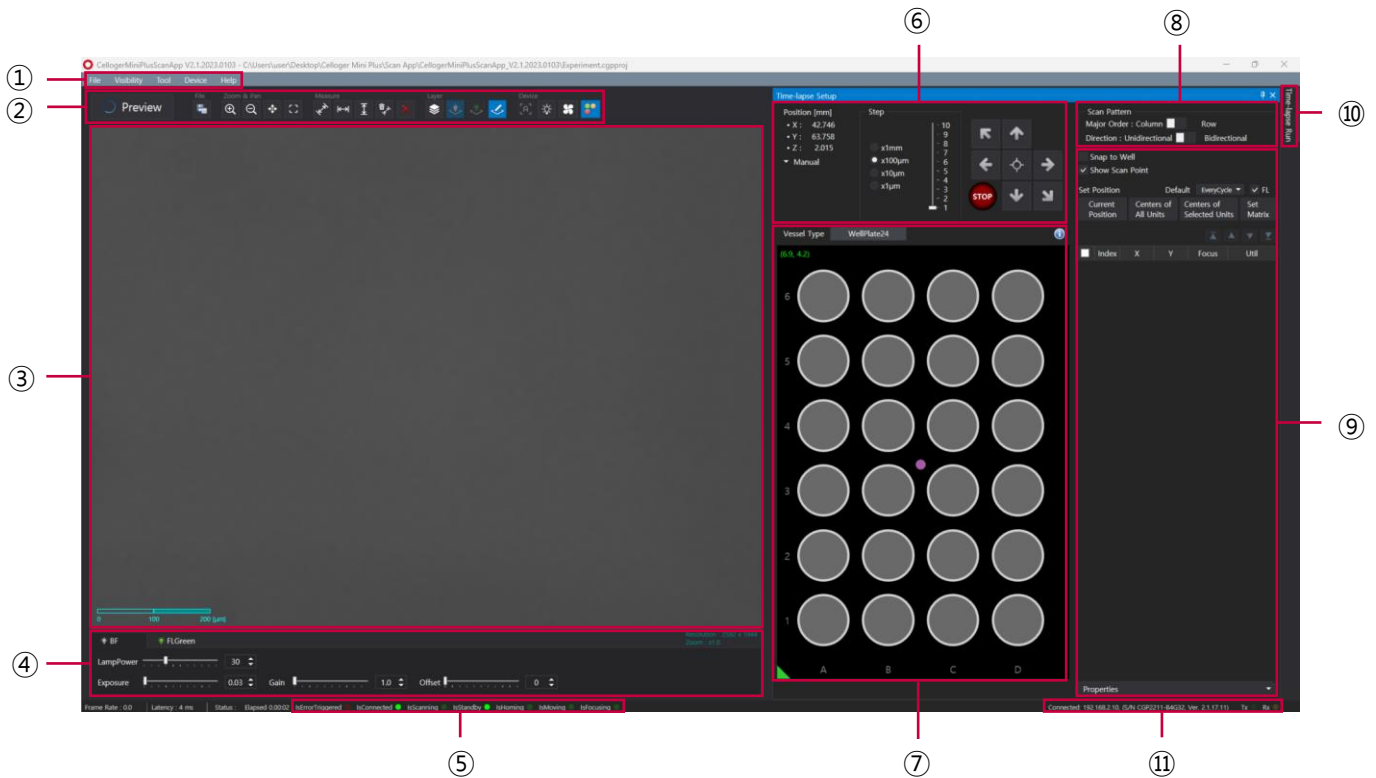 ⑥
⑧
CellogerMiniPlusScanApp V2.1.2023.0103 - C:\Users\user\Desktop\Celloger Mini Plus\Scan App\CellogerMiniPlusScanApp_V2.1.2023.0103\Experiment.cgpproj
①
File Visibility Tool Device Help
②
Preview
File Zoom & Pan Measure Layer Device
Time-lapse Setup
Time-lapse Run
⑩
Position [mm]
• X : 42.746
• Y : 63.758
• Z : 2.015
Manual
Step
x1mm
x100μm
x10μm
x1μm
10
9
8
7
6
5
4
3
2
1
STOP
Scan Pattern
Major Order : Column Row
Direction : Unidirectional Bidirectional
Snap to Well
Show Scan Point
Set Position Default EveryCycle FL
Current Position
Centers of All Units
Centers of Selected Units
Set Matrix
Index X Y Focus Util
Vessel Type WellPlate24
(6.9, 4.2)
6
5
4
3
2
1
A B C D
③
⑨
0 100 200 [μm]
BF FLGreen
Resolution : 2592 x 1944
Zoom : x1.0
④
LampPower 30
Exposure 0.03 Gain 1.0 Offset 0
Properties
Frame Rate : 0.0 Latency : 4 ms Status : Elapsed 0.00:02 IsErrorTriggered IsConnected IsScanning IsStandby IsHoming IsMoving IsFocusing
Connected: 192.168.2.10, (S/N CGP2211-84G32, Ver. 2.1.17.11) Tx Rx
⑤
⑦
⑪